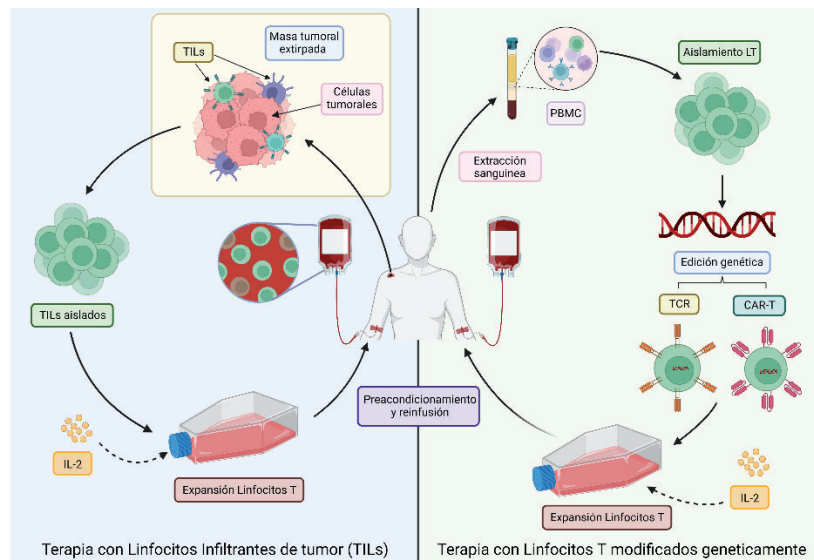 TILs
Masa tumoral
extirpada
Células
tumorales
TILs aislados
IL-2
Expansión Linfocitos T
Preacondicionamiento
y reinfusión
Terapia con Linfocitos Infiltrantes de tumor (TILs)
PBMC
Extracción
sanguinea
Aislamiento LT
Edición genética
TCR
CAR-T
IL-2
Expansión Linfocitos T
Terapia con Linfocitos T modificados geneticamente